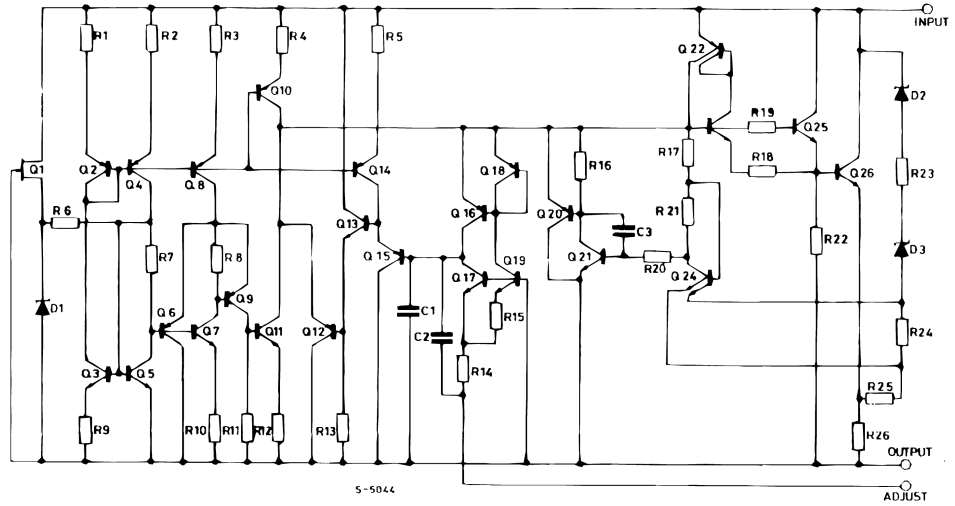 INPUT
R1
R2
R3
R4
R5
Q22
Q10
D2
R19
Q25
R17
R18
Q1
Q2
Q4
Q8
Q14
Q18
R16
Q26
R23
R6
Q13
Q16
Q20
C3
R21
R22
D3
R7
R8
Q15
Q17
Q19
Q21
R20
Q24
D1
Q6
Q9
C1
R15
Q7
Q11
Q12
C2
R24
Q3
Q5
R14
R25
R9
R10
R11
R12
R13
R26
OUTPUT
S-5044
ADJUST